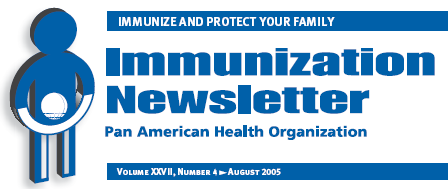 IMMUNIZE AND PROTECT YOUR FAMILY
Immunization
Newsletter
Pan American Health Organization
VOLUME XXVII, NUMBER 4 ► AUGUST 2005